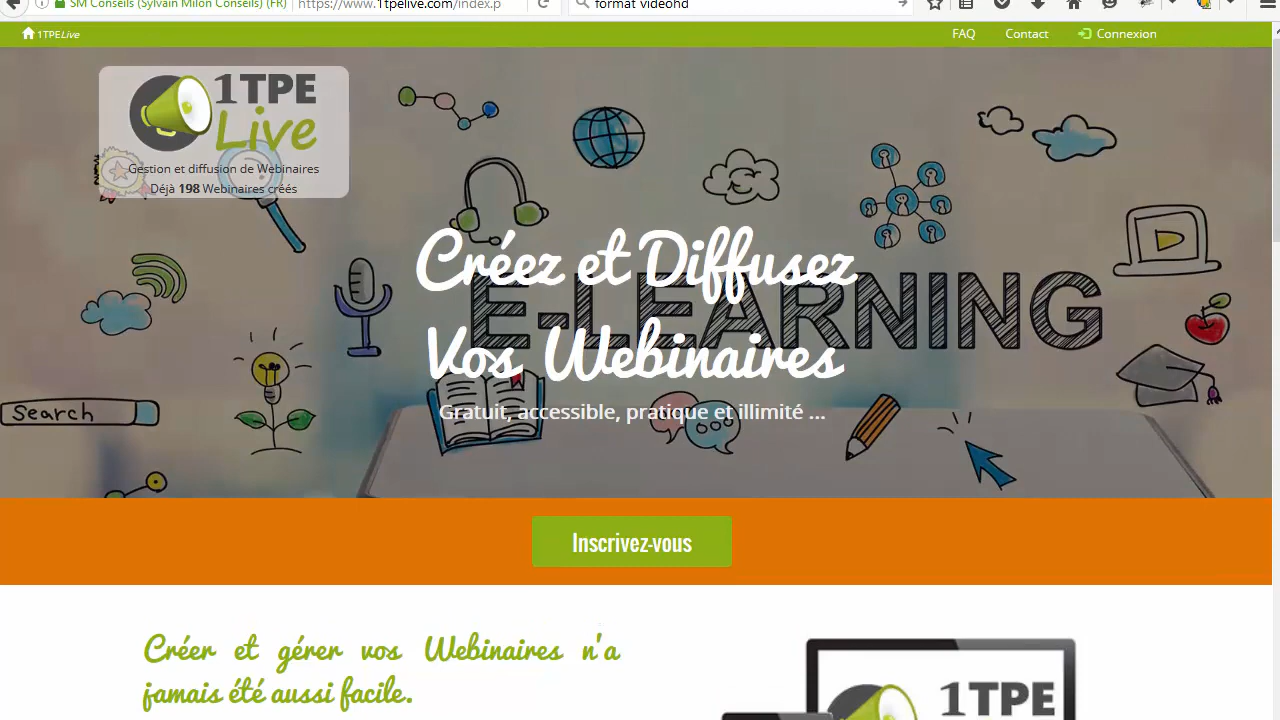 SM Conseils (Sylvain Milon Conseils) (FR)
https://www.1tpelive.com/index.p
format videohd
1TPELive
FAQ
Contact
Connexion
1TPE
Live
Gestion et diffusion de Webinaires
Déjà 198 Webinaires créés
Créez et Diffusez
E-LEARNING
Vos Webinaires
Search
Gratuit, accessible, pratique et illimité ...
Inscrivez-vous
Créer et gérer vos Webinaires n'a
jamais été aussi facile.
1TPE